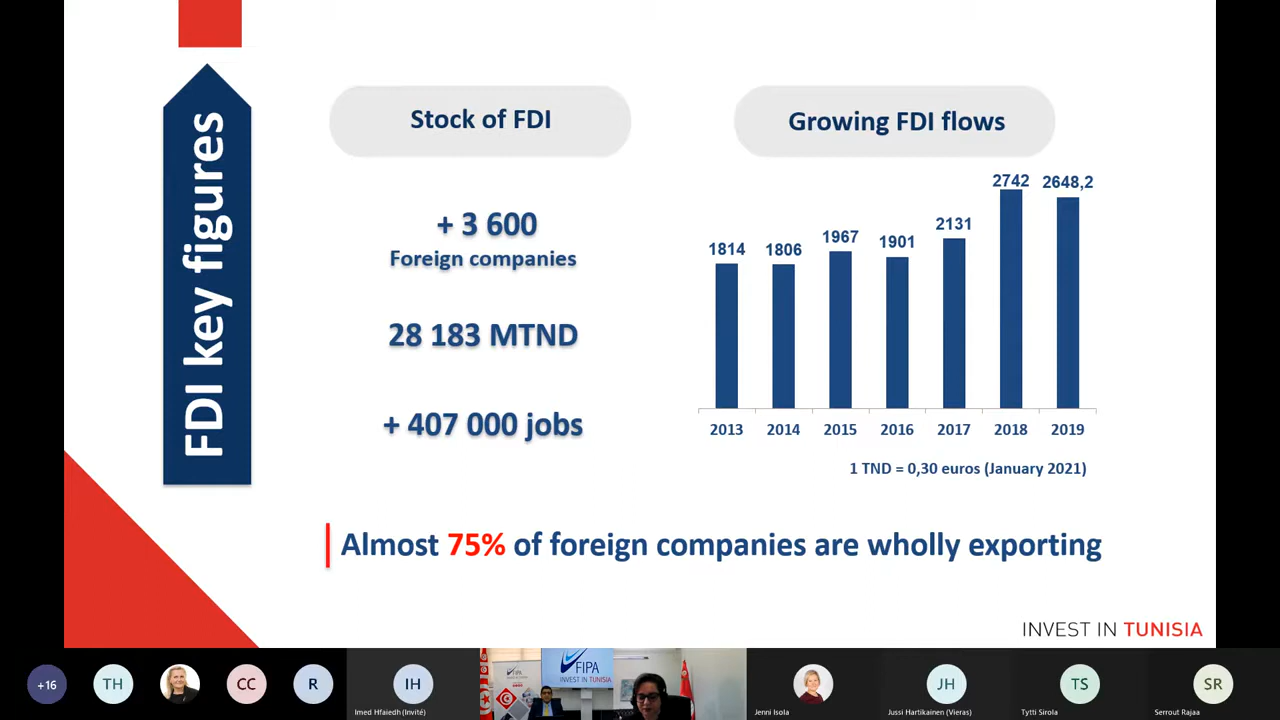 FDI key figures
Stock of FDI
+ 3 600
Foreign companies
28 183 MTND
+ 407 000 jobs
Growing FDI flows
1814
1806
1967
1901
2131
2742
2648,2
2013 2014 2015 2016 2017 2018 2019
1 TND = 0,30 euros (January 2021)
Almost 75% of foreign companies are wholly exporting
INVEST IN TUNISIA
+16
TH
CC
R
IH
Imed Hfaiedh (Invité)
FIPA
FIPA
INVEST IN TUNISIA
Jenni Isola
JH
Jussi Hartikainen (Vieras)
TS
Tytti Sirola
SR
Serrout Rajaa